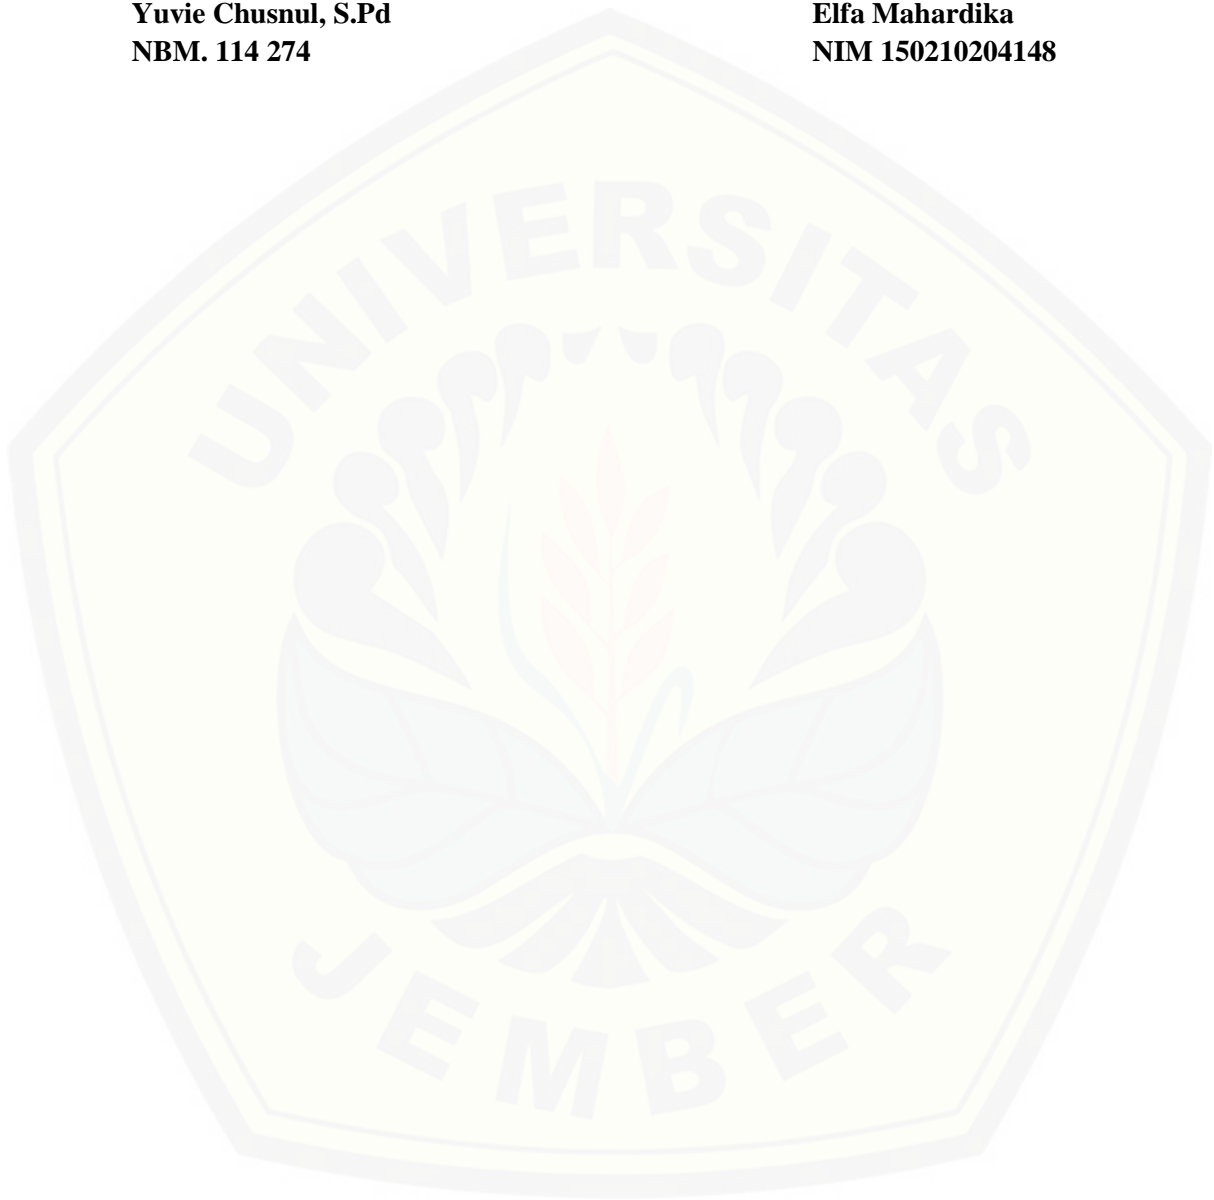 Yuvie Chusnul, S.Pd
Elfa Mahardika
NBM. 114 274
NIM 150210204148
UNIVERSITAS
JEMBER